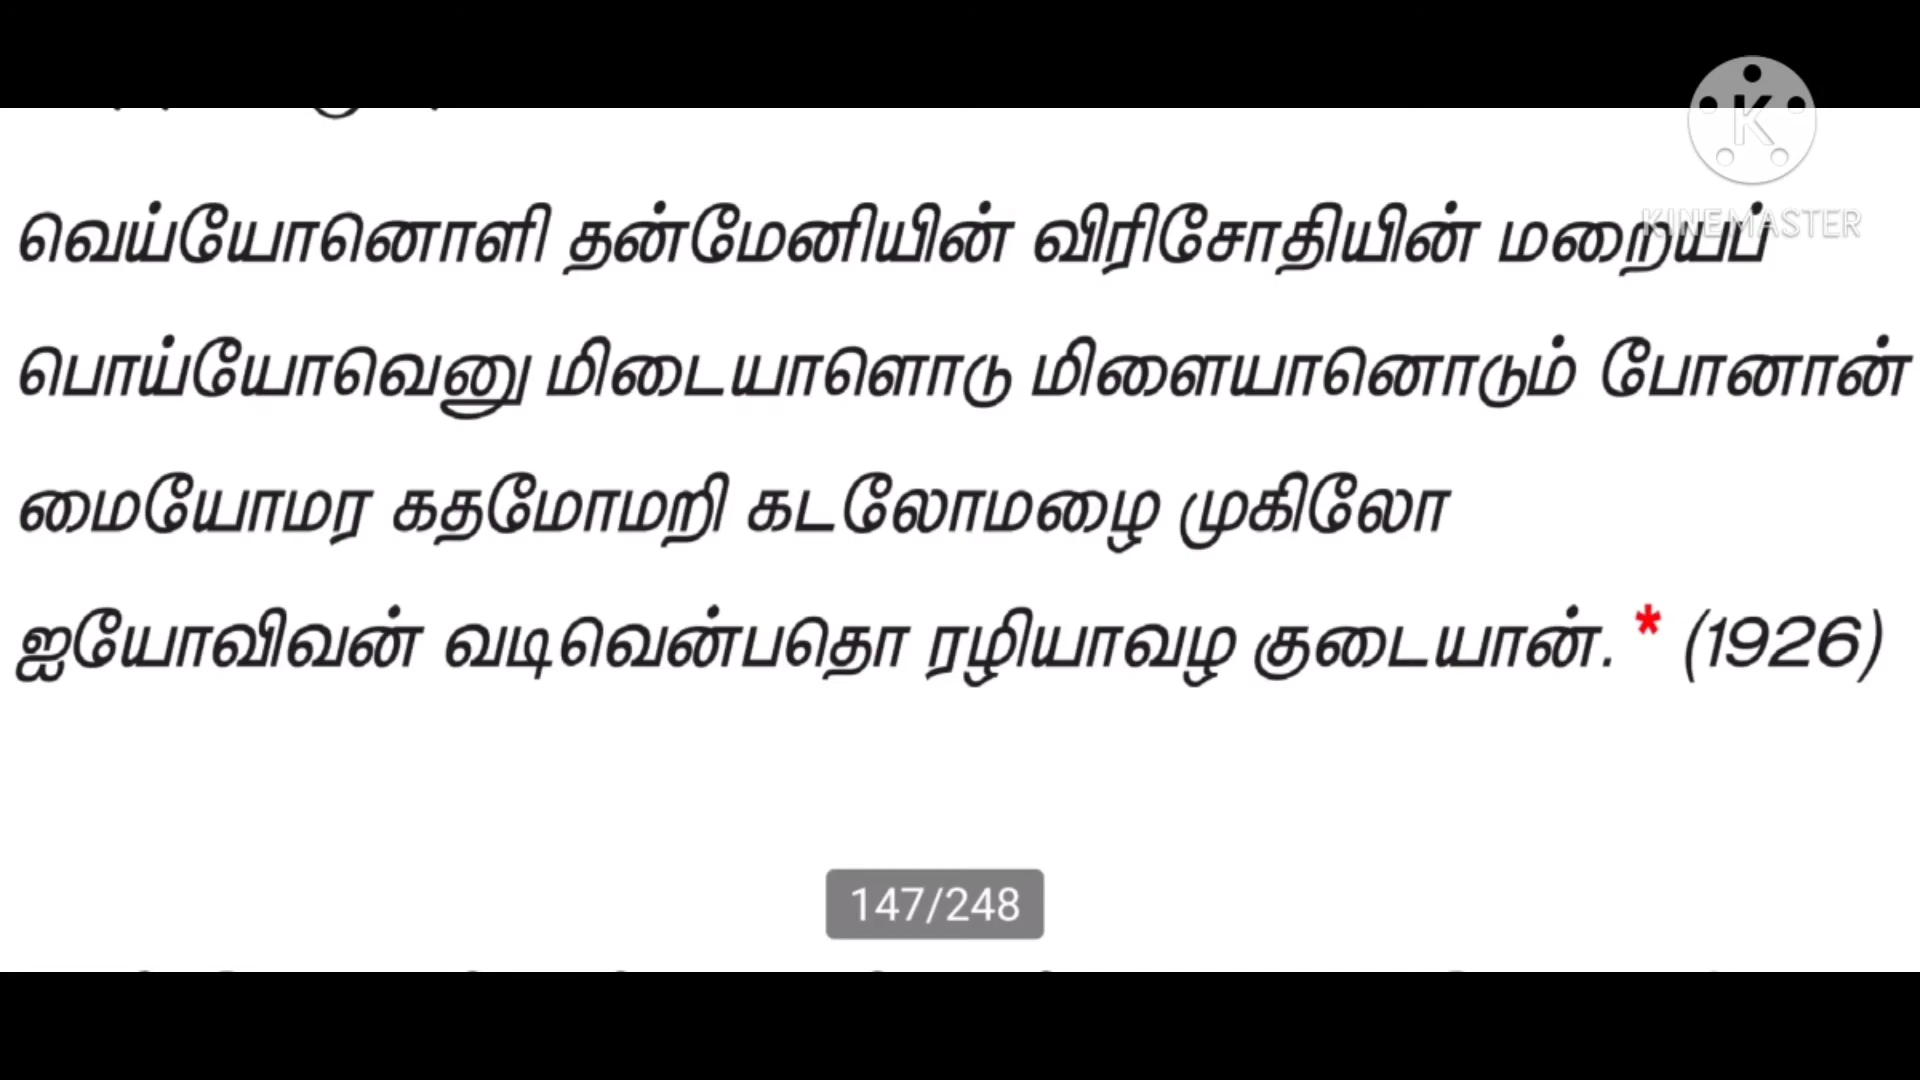 K
KINEMASTER
வெய்யோனொளி தன்மேனியின் விரிசோதியின் மறையப்
பொய்யோவெனு மிடையாளொடு மிளையானொடும் போனான்
மையோமர கதமோமறி கடலோமழை முகிலோ
ஐயோவிவன் வடிவென்பதொ ரழியாவழ குடையான். * (1926)
147/248